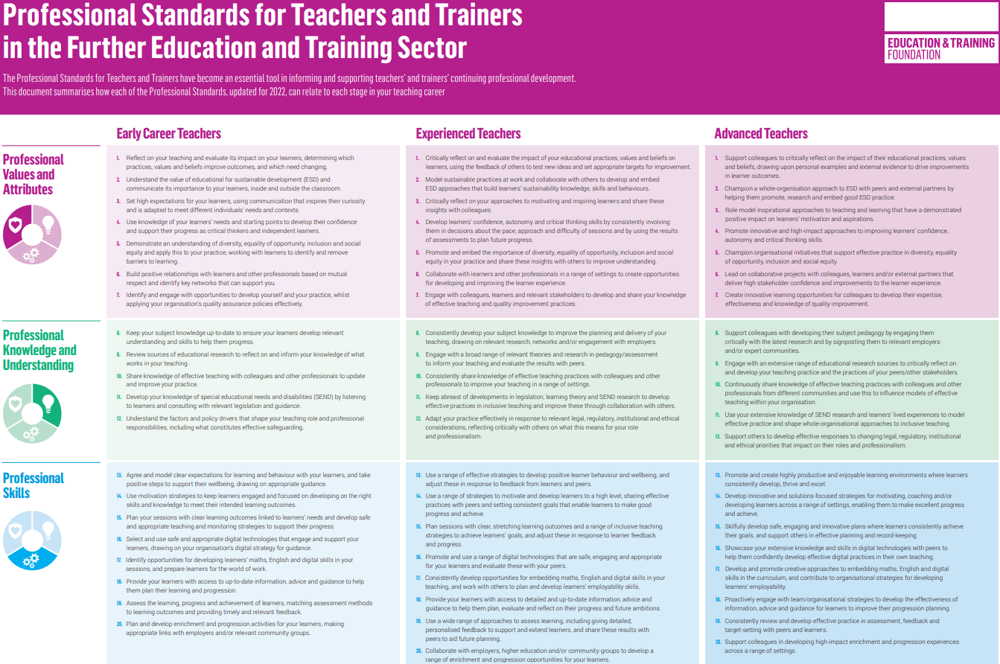 Professional Standards for Teachers and Trainers
in the Further Education and Training Sector
EDUCATION & TRAINING
FOUNDATION
The Professional Standards for Teachers and Trainers have become an essential tool in informing and supporting teachers' and trainers' continuing professional development.
This document summarises how each of the Professional Standards, updated for 2022, can relate to each stage in your teaching career
Early Career Teachers
Experienced Teachers
Advanced Teachers
Professional
Values and
Attributes
1. Reflect on your teaching and evaluate its impact on your learners, determining which
practices, values and beliefs improve outcomes, and which need changing.
2. Understand the value of educational for sustainable development (ESD) and
communicate its importance to your learners, inside and outside the classroom.
3. Set high expectations for your learners, using communication that inspires their curiosity
and is adapted to meet different individuals' needs and contexts.
4. Use knowledge of your learners' needs and starting points to develop their confidence
and support their progress as critical thinkers and independent learners.
5. Demonstrate an understanding of diversity, equality of opportunity, inclusion and social
equity and apply this to your practice, working with learners to identify and remove
barriers to learning.
6. Build positive relationships with learners and other professionals based on mutual
respect and identify key networks that can support you.
7. Identify and engage with opportunities to develop yourself and your practice, whilst
applying your organisation's quality assurance policies effectively.
1. Critically reflect on and evaluate the impact of your educational practices, values and beliefs on
learners, using the feedback of others to test new ideas and set appropriate targets for improvement.
2. Model sustainable practices at work and collaborate with others to develop and embed
ESD approaches that build learners' sustainability knowledge, skills and behaviours.
3. Critically reflect on your approaches to motivating and inspiring learners and share these
insights with colleagues.
4. Develop learners' confidence, autonomy and critical thinking skills by consistently involving
them in decisions about the pace, approach and difficulty of sessions and by using the results
of assessments to plan future progress.
5. Promote and embed the importance of diversity, equality of opportunity, inclusion and social
equity in your practice and share these insights with others to improve understanding.
6. Collaborate with learners and other professionals in a range of settings to create opportunities
for developing and improving the learner experience.
7. Engage with colleagues, learners and relevant stakeholders to develop and share your knowledge
of effective teaching and quality improvement practices.
1. Support colleagues to critically reflect on the impact of their educational practices, values
and beliefs, drawing upon personal examples and external evidence to drive improvements
in learner outcomes.
2. Champion a whole-organisation approach to ESD with peers and external partners by
helping them promote, research and embed good ESD practice.
3. Role model inspirational approaches to teaching and learning that have a demonstrated
positive impact on learners' motivation and aspirations.
4. Promote innovative and high-impact approaches to improving learners' confidence,
autonomy and critical thinking skills.
5. Champion organisational initiatives that support effective practice in diversity, equality
of opportunity, inclusion and social equity.
6. Lead on collaborative projects with colleagues, learners and/or external partners that
deliver high stakeholder confidence and improvements to the learner experience.
7. Create innovative learning opportunities for colleagues to develop their expertise,
effectiveness and knowledge of quality improvement.
Professional
Knowledge and
Understanding
8. Keep your subject knowledge up-to-date to ensure your learners develop relevant
understanding and skills to help them progress.
9. Review sources of educational research to reflect on and inform your knowledge of what
works in your teaching.
10. Share knowledge of effective teaching with colleagues and other professionals to update
and improve your practice.
11. Develop your knowledge of special educational needs and disabilities (SEND) by listening
to learners and consulting with relevant legislation and guidance.
12. Understand the factors and policy drivers that shape your teaching role and professional
responsibilities, including what constitutes effective safeguarding.
8. Consistently develop your subject knowledge to improve the planning and delivery of your
teaching, drawing on relevant research, networks and/or engagement with employers.
9. Engage with a broad range of relevant theories and research in pedagogy/assessment
to inform your teaching and evaluate the results with peers.
10. Consistently share knowledge of effective teaching practices with colleagues and other
professionals to improve your teaching in a range of settings.
11. Keep abreast of developments in legislation, learning theory and SEND research to develop
effective practices in inclusive teaching and improve these through collaboration with others.
12. Adapt your practice effectively in response to relevant legal, regulatory, institutional and ethical
considerations, reflecting critically with others on what this means for your role
and professionalism.
8. Support colleagues with developing their subject pedagogy by engaging them
critically with the latest research and by signposting them to relevant employers
and/or expert communities.
9. Engage with an extensive range of educational research sources to critically reflect on
and develop your teaching practice and the practices of your peers/other stakeholders.
10. Continuously share knowledge of effective teaching practices with colleagues and other
professionals from different communities and use this to influence models of effective
teaching within your organisation.
11. Use your extensive knowledge of SEND research and learners' lived experiences to model
effective practice and shape whole-organisational approaches to inclusive teaching.
12. Support others to develop effective responses to changing legal, regulatory, institutional
and ethical priorities that impact on their roles and professionalism.
Professional
Skills
13. Agree and model clear expectations for learning and behaviour with your learners, and take
positive steps to support their wellbeing, drawing on appropriate guidance.
14. Use motivation strategies to keep learners engaged and focused on developing on the right
skills and knowledge to meet their intended learning outcomes.
15. Plan your sessions with clear learning outcomes linked to learners' needs and develop safe
and appropriate teaching and monitoring strategies to support their progress.
16. Select and use safe and appropriate digital technologies that engage and support your
learners, drawing on your organisation's digital strategy for guidance.
17. Identify opportunities for developing learners' maths, English and digital skills in your
sessions, and prepare learners for the world of work.
18. Provide your learners with access to up-to-date information, advice and guidance to help
them plan their learning and progression.
19. Assess the learning, progress and achievement of learners, matching assessment methods
to learning outcomes and providing timely and relevant feedback.
20. Plan and develop enrichment and progression activities for your learners, making
appropriate links with employers and/or relevant community groups.
13. Use a range of effective strategies to develop positive learner behaviour and wellbeing, and
adjust these in response to feedback from learners and peers.
14. Use a range of strategies to motivate and develop learners to a high level, sharing effective
practices with peers and setting consistent goals that enable learners to make good
progress and achieve.
15. Plan sessions with clear, stretching learning outcomes and a range of inclusive teaching
strategies to achieve learners' goals, and adjust these in response to learner feedback
and progress.
16. Promote and use a range of digital technologies that are safe, engaging and appropriate
for your learners and evaluate these with your peers.
17. Consistently develop opportunities for embedding maths, English and digital skills in your
teaching, and work with others to plan and develop learners' employability skills.
18. Provide your learners with access to detailed and up-to-date information, advice and
guidance to help them plan, evaluate and reflect on their progress and future ambitions.
19. Use a wide range of approaches to assess learning, including giving detailed,
personalised feedback to support and extend learners, and share these results with
peers to aid future planning.
20. Collaborate with employers, higher education and/or community groups to develop a
range of enrichment and progression opportunities for your learners.
13. Promote and create highly productive and enjoyable learning environments where learners
consistently develop, thrive and excel.
14. Develop innovative and solutions-focused strategies for motivating, coaching and/or
developing learners across a range of settings, enabling them to make excellent progress
and achieve.
15. Skilfully develop safe, engaging and innovative plans where learners consistently achieve
their goals, and support others in effective planning and record-keeping.
16. Showcase your extensive knowledge and skills in digital technologies with peers to
help them confidently develop effective digital practices in their own teaching.
17. Develop and promote creative approaches to embedding maths, English and digital
skills in the curriculum, and contribute to organisational strategies for developing
learners' employability.
18. Proactively engage with team/organisational strategies to develop the effectiveness of
information, advice and guidance for learners to improve their progression planning.
19. Consistently review and develop effective practice in assessment, feedback and
target-setting with peers and learners.
20. Support colleagues in developing high-impact enrichment and progression experiences
across a range of settings.